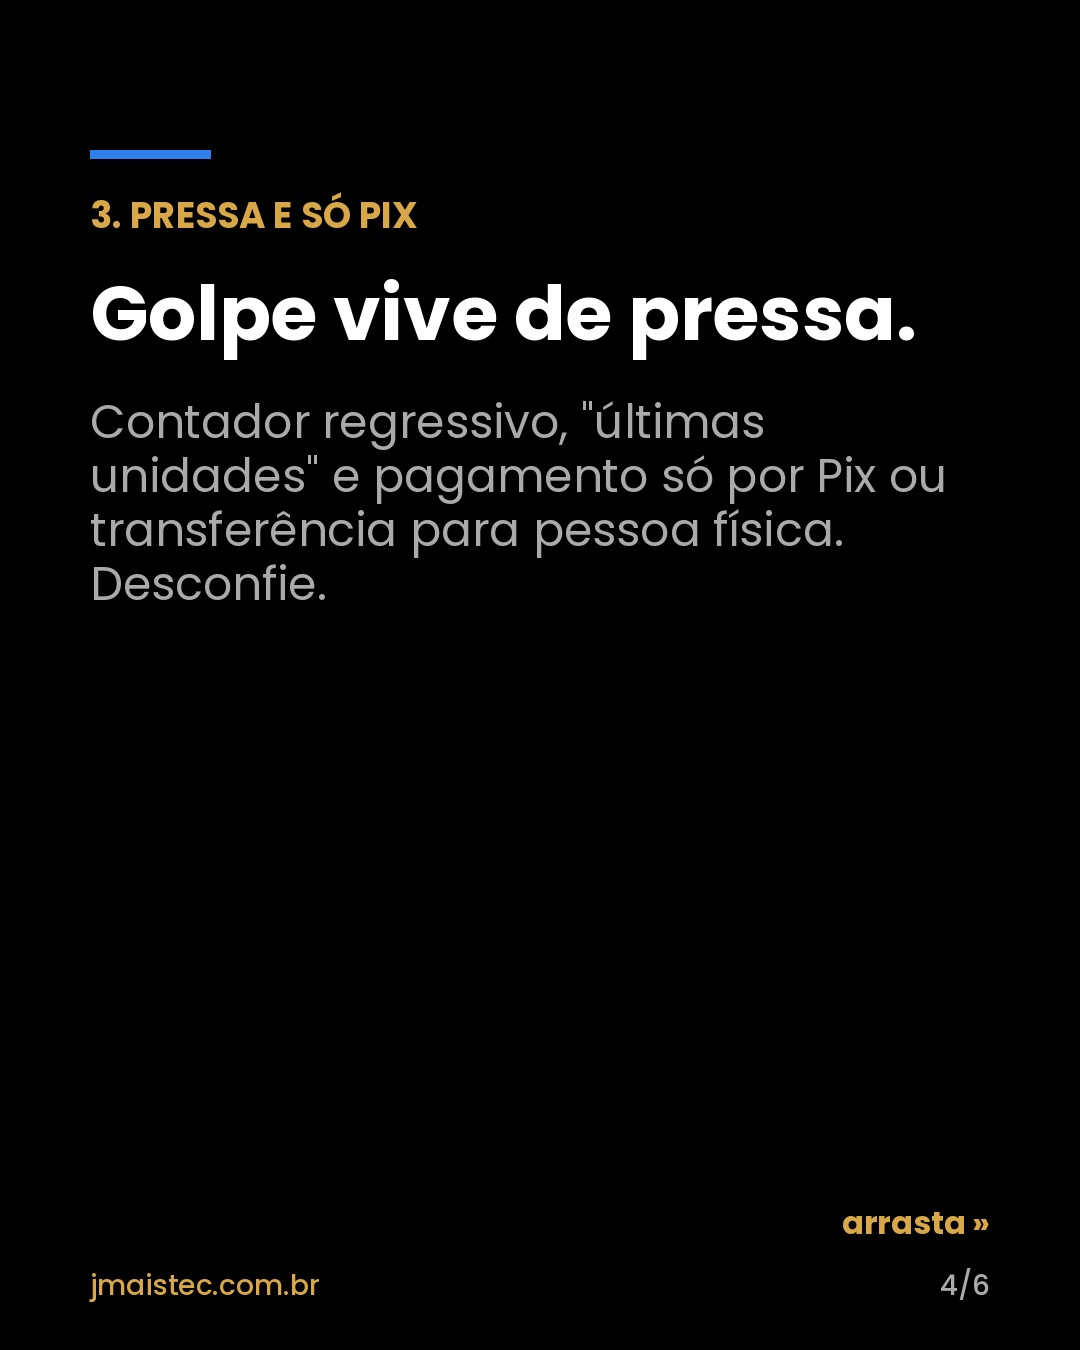 3. PRESSA E SÓ PIX
Golpe vive de pressa.
Contador regressivo, "últimas
unidades" e pagamento só por Pix ou
transferência para pessoa física.
Desconfie.
arrasta »
jmaistec.com.br
4/6